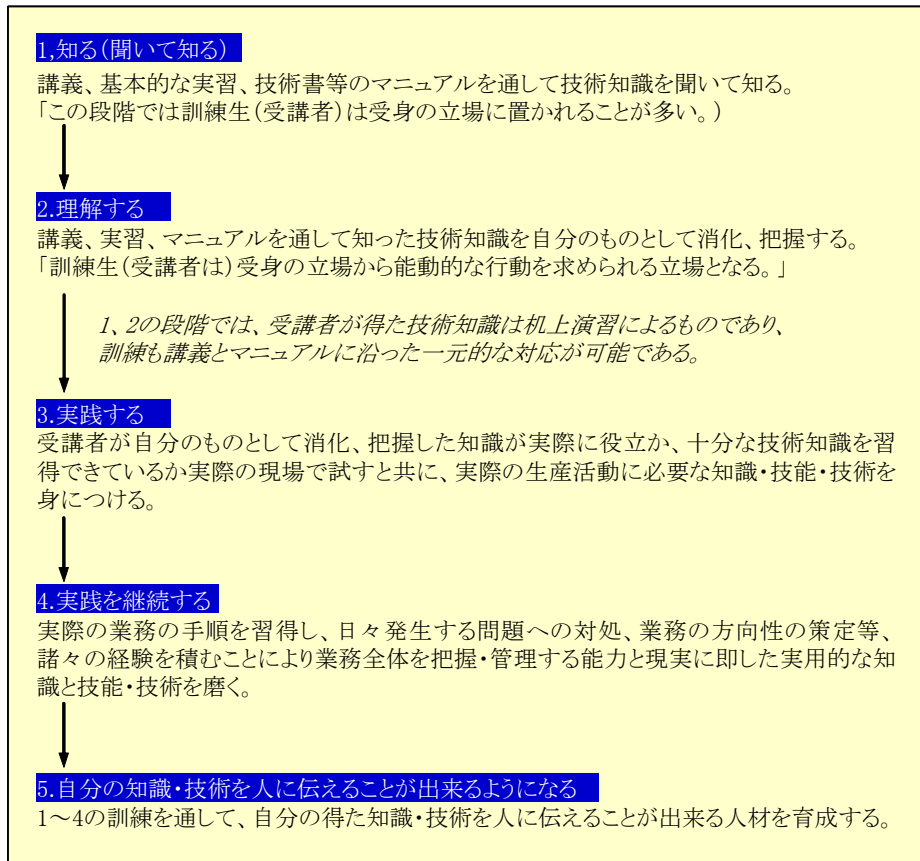 1,知る(聞いて知る)
講義、基本的な実習、技術書等のマニュアルを通して技術知識を聞いて知る。
「この段階では訓練生(受講者)は受身の立場に置かれることが多い。)
2.理解する
講義、実習、マニュアルを通して知った技術知識を自分のものとして消化、把握する。
「訓練生(受講者は)受身の立場から能動的な行動を求められる立場となる。」
1、2の段階では、受講者が得た技術知識は机上演習によるものであり、
訓練も講義とマニュアルに沿った一元的な対応が可能である。
3.実践する
受講者が自分のものとして消化、把握した知識が実際に役立か、十分な技術知識を習
得できているか実際の現場で試すと共に、実際の生産活動に必要な知識・技能・技術を
身につける。
4.実践を継続する
実際の業務の手順を習得し、日々発生する問題への対処、業務の方向性の策定等、
諸々の経験を積むことにより業務全体を把握・管理する能力と現実に即した実用的な知
識と技能・技術を磨く。
5.自分の知識・技術を人に伝えることが出来るようになる
1～4の訓練を通して、自分の得た知識・技術を人に伝えることが出来る人材を育成する。